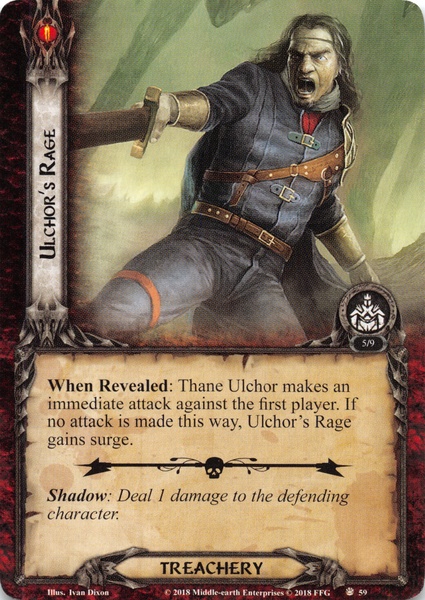 ULCHOR'S RAGE
5/9
When Revealed: Thane Ulchor makes an
immediate attack against the first player. If
no attack is made this way, Ulchor's Rage
gains surge.
Shadow: Deal 1 damage to the defending
character.
TREACHERY
Illus. Ivan Dixon
© 2018 Middle-earth Enterprises © 2018 FFG
59